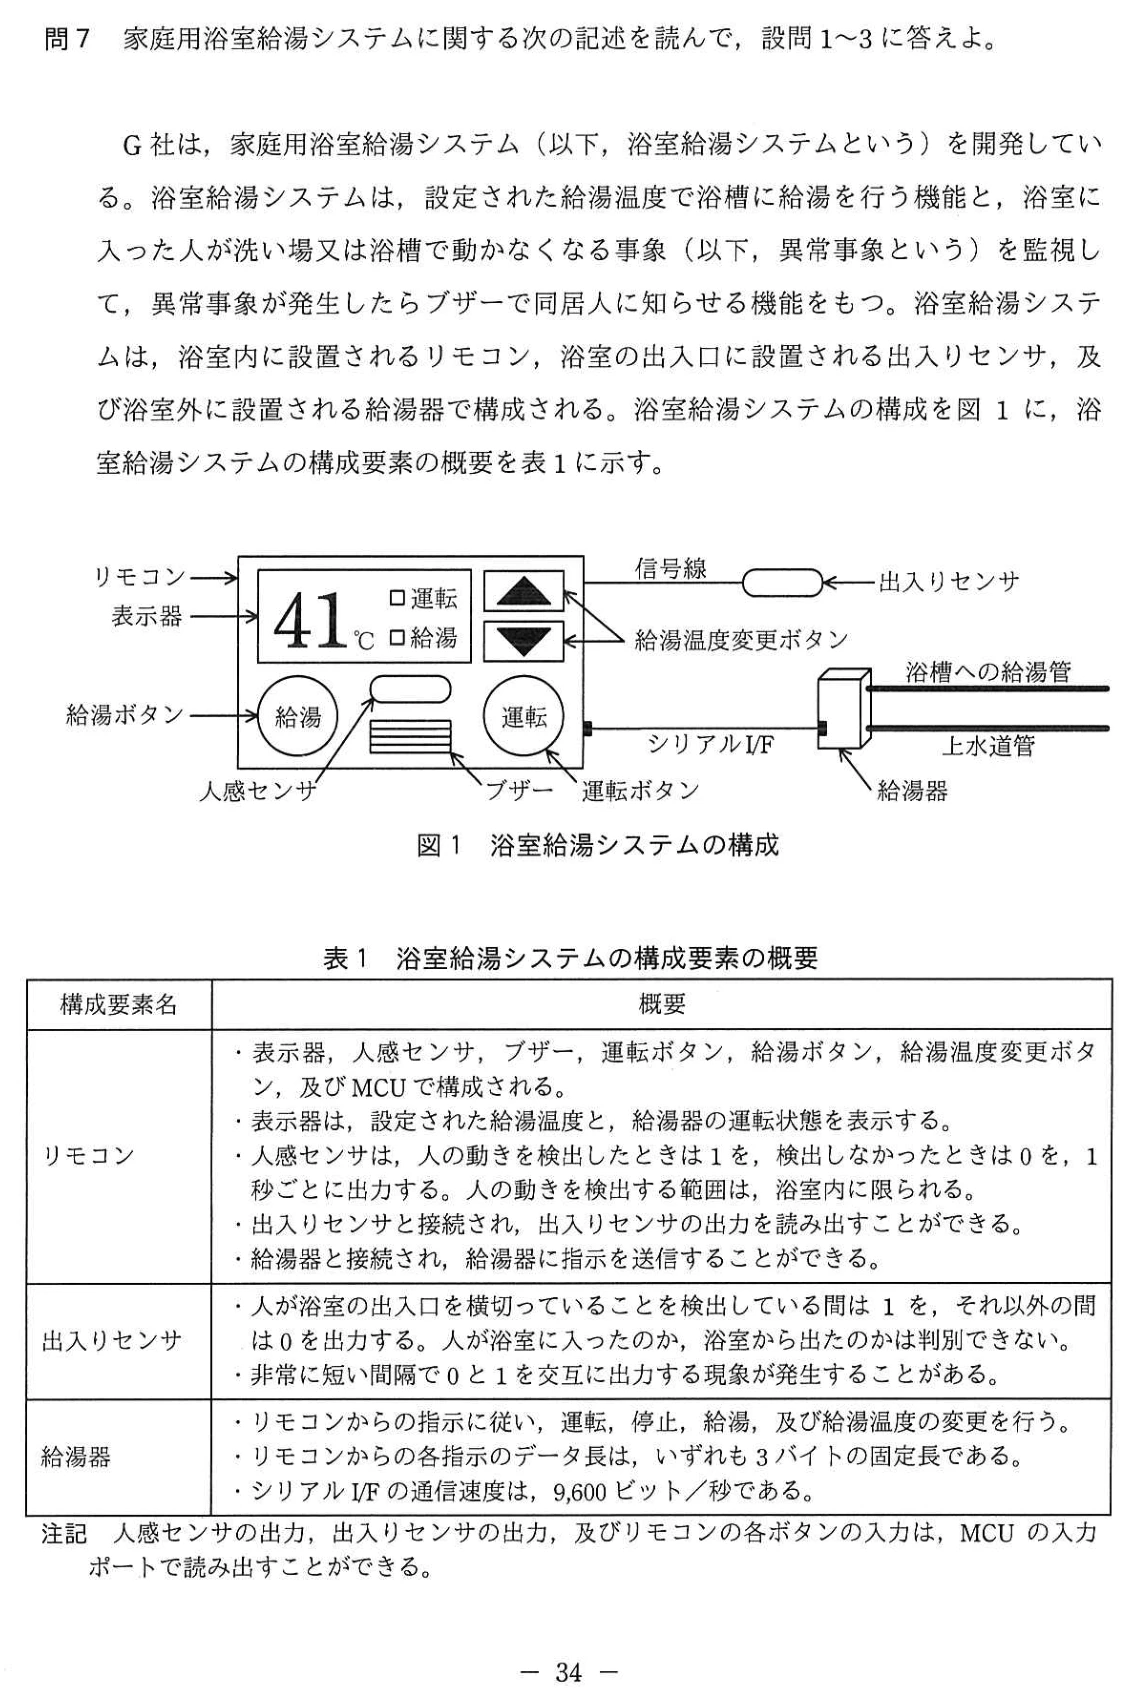 問7　家庭用浴室給湯システムに関する次の記述を読んで，設問1～3に答えよ。
G社は，家庭用浴室給湯システム（以下，浴室給湯システムという）を開発してい
る。浴室給湯システムは，設定された給湯温度で浴槽に給湯を行う機能と，浴室に
入った人が洗い場又は浴槽で動かなくなる事象（以下，異常事象という）を監視し
て，異常事象が発生したらブザーで同居人に知らせる機能をもつ。浴室給湯システ
ムは，浴室内に設置されるリモコン，浴室の出入口に設置される出入りセンサ，及
び浴室外に設置される給湯器で構成される。浴室給湯システムの構成を図1に，浴
室給湯システムの構成要素の概要を表1に示す。
リモコン
表示器
給湯ボタン
人感センサ
41℃
□運転
□給湯
給湯
運転
ブザー
運転ボタン
信号線
出入りセンサ
給湯温度変更ボタン
浴槽への給湯管
シリアルI/F
上水道管
給湯器
図1　浴室給湯システムの構成
表1　浴室給湯システムの構成要素の概要
構成要素名　概要
リモコン
・表示器，人感センサ，ブザー，運転ボタン，給湯ボタン，給湯温度変更ボタ
ン，及びMCUで構成される。
・表示器は，設定された給湯温度と，給湯器の運転状態を表示する。
・人感センサは，人の動きを検出したときは1を，検出しなかったときは0を，1
秒ごとに出力する。人の動きを検出する範囲は，浴室内に限られる。
・出入りセンサと接続され，出入りセンサの出力を読み出すことができる。
・給湯器と接続され，給湯器に指示を送信することができる。
出入りセンサ
・人が浴室の出入口を横切っていることを検出している間は1を，それ以外の間
は0を出力する。人が浴室に入ったのか，浴室から出たのかは判別できない。
・非常に短い間隔で0と1を交互に出力する現象が発生することがある。
給湯器
・リモコンからの指示に従い，運転，停止，給湯，及び給湯温度の変更を行う。
・リモコンからの各指示のデータ長は，いずれも3バイトの固定長である。
・シリアルI/Fの通信速度は，9,600ビット／秒である。
注記　人感センサの出力，出入りセンサの出力，及びリモコンの各ボタンの入力は，MCUの入力
ポートで読み出すことができる。
－ 34 －